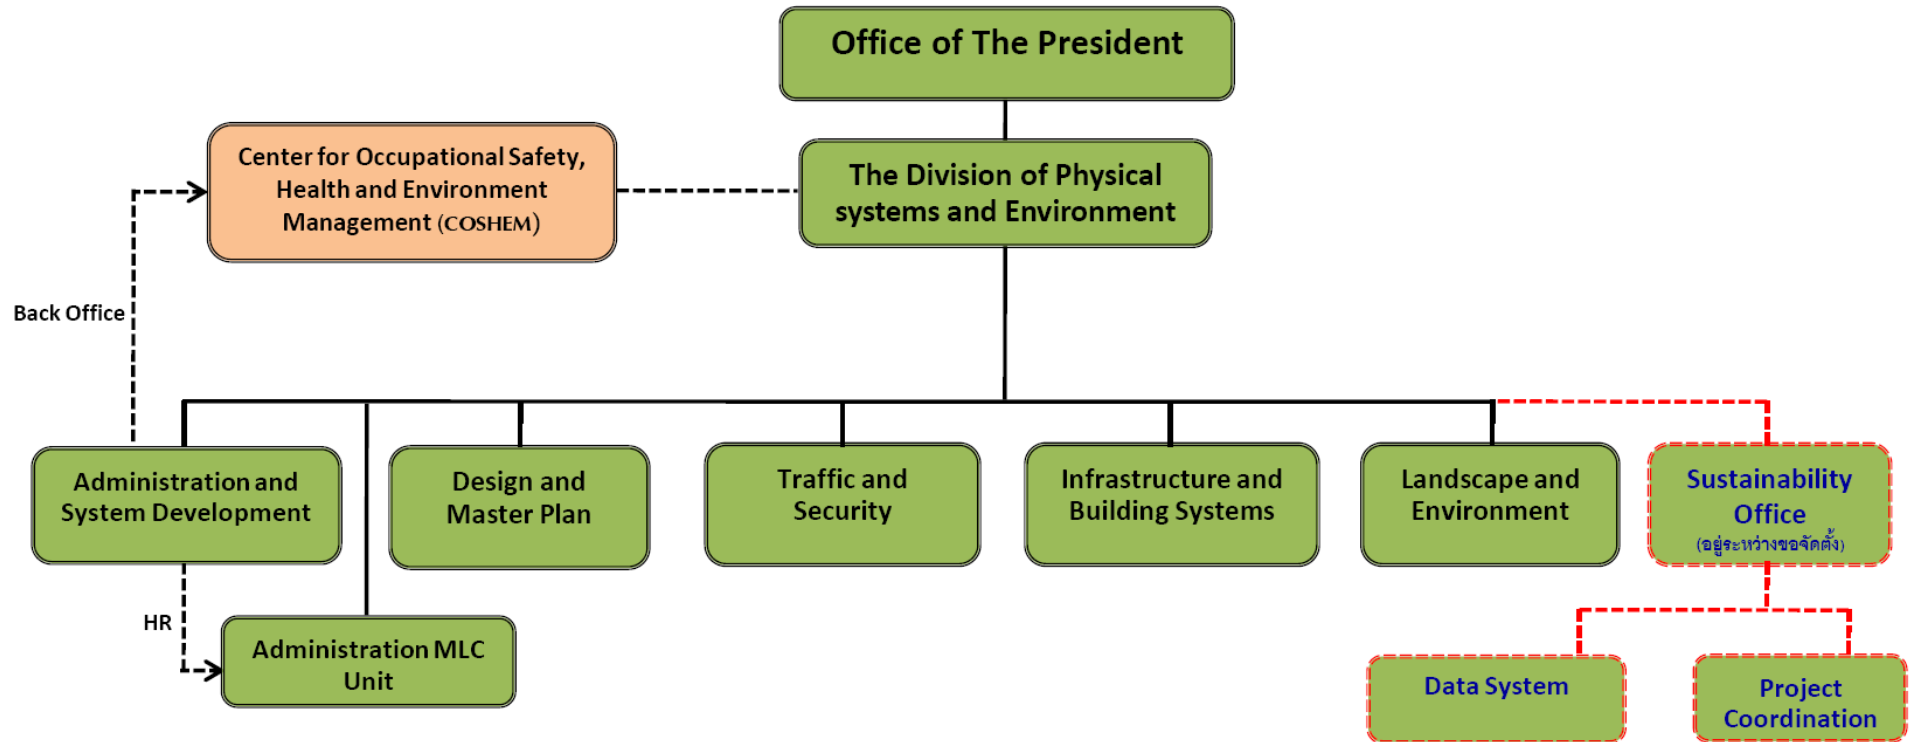 Office of The President
Center for Occupational Safety,
Health and Environment
Management (COSHEM)
The Division of Physical
systems and Environment
Back Office
Administration and
System Development
Design and
Master Plan
Traffic and
Security
Infrastructure and
Building Systems
Landscape and
Environment
Sustainability
Office
(อยู่ระหว่างขอจัดตั้ง)
HR
Administration MLC
Unit
Data System
Project
Coordination